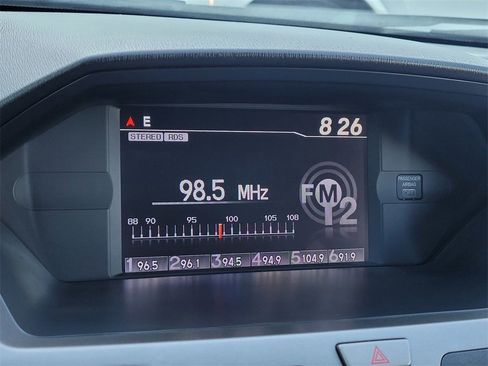 E 8 26
STEREO RDS
98.5 MHz
FM 2
PASSENGER AIRBAG
88 90 95 100 105 108
1 96.5 2 96.1 3 94.5 4 94.9 5 104.9 6 91.9